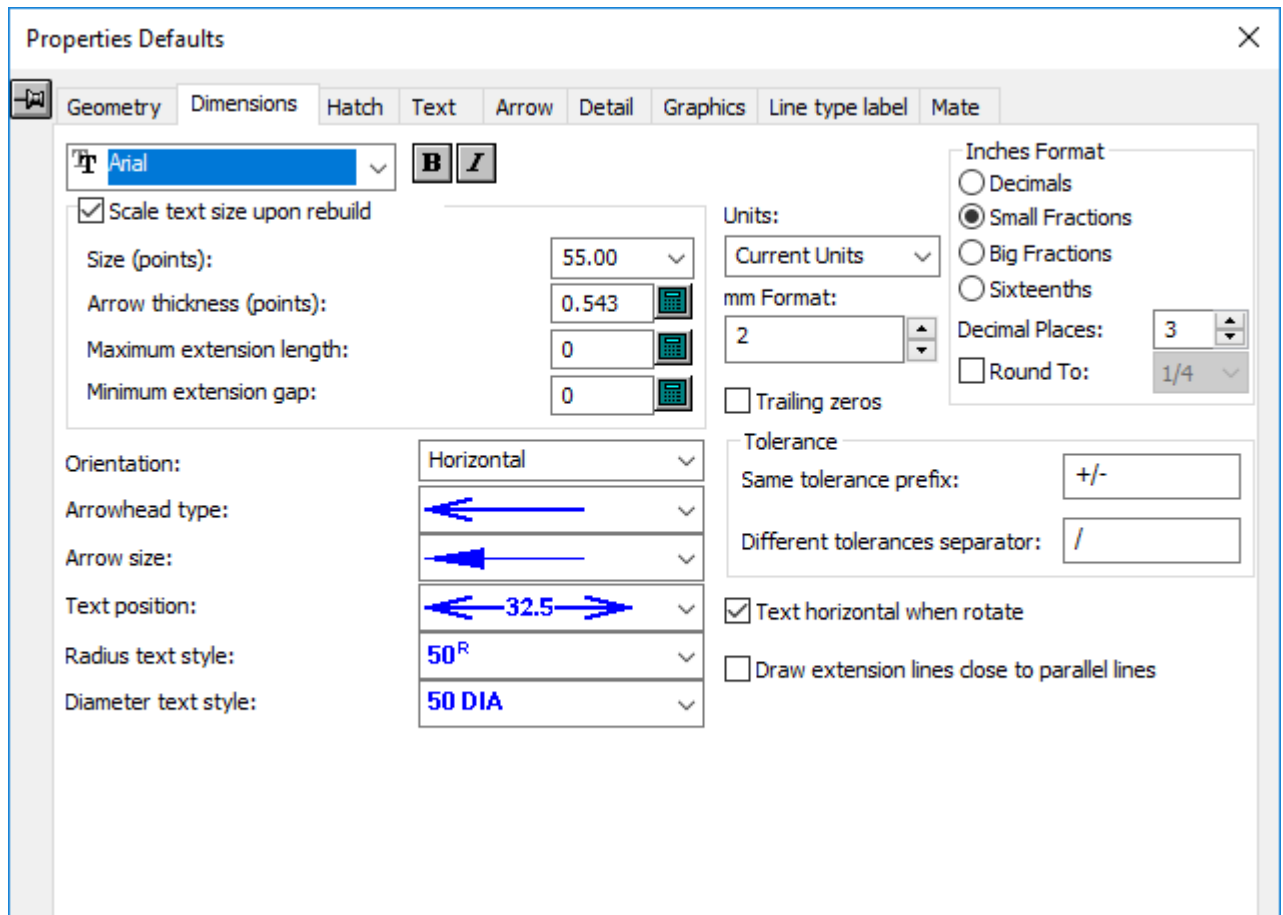 Properties Defaults
Geometry Dimensions Hatch Text Arrow Detail Graphics Line type label Mate
Arial B I
Scale text size upon rebuild
Size (points): 55.00
Arrow thickness (points): 0.543
Maximum extension length: 0
Minimum extension gap: 0
Orientation: Horizontal
Arrowhead type:
Arrow size:
Text position: 32.5
Radius text style: 50R
Diameter text style: 50 DIA
Units:
Current Units
mm Format:
2
Trailing zeros
Inches Format
Decimals
Small Fractions
Big Fractions
Sixteenths
Decimal Places: 3
Round To: 1/4
Tolerance
Same tolerance prefix: +/-
Different tolerances separator: /
Text horizontal when rotate
Draw extension lines close to parallel lines